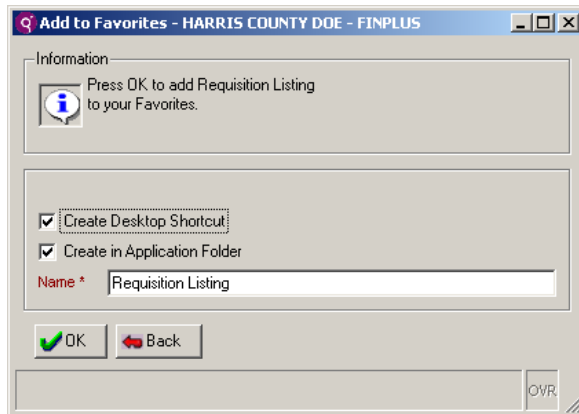 Add to Favorites - HARRIS COUNTY DOE - FINPLUS
Information
Press OK to add Requisition Listing
to your Favorites.
Create Desktop Shortcut
Create in Application Folder
Name * Requisition Listing
OK Back
OVR